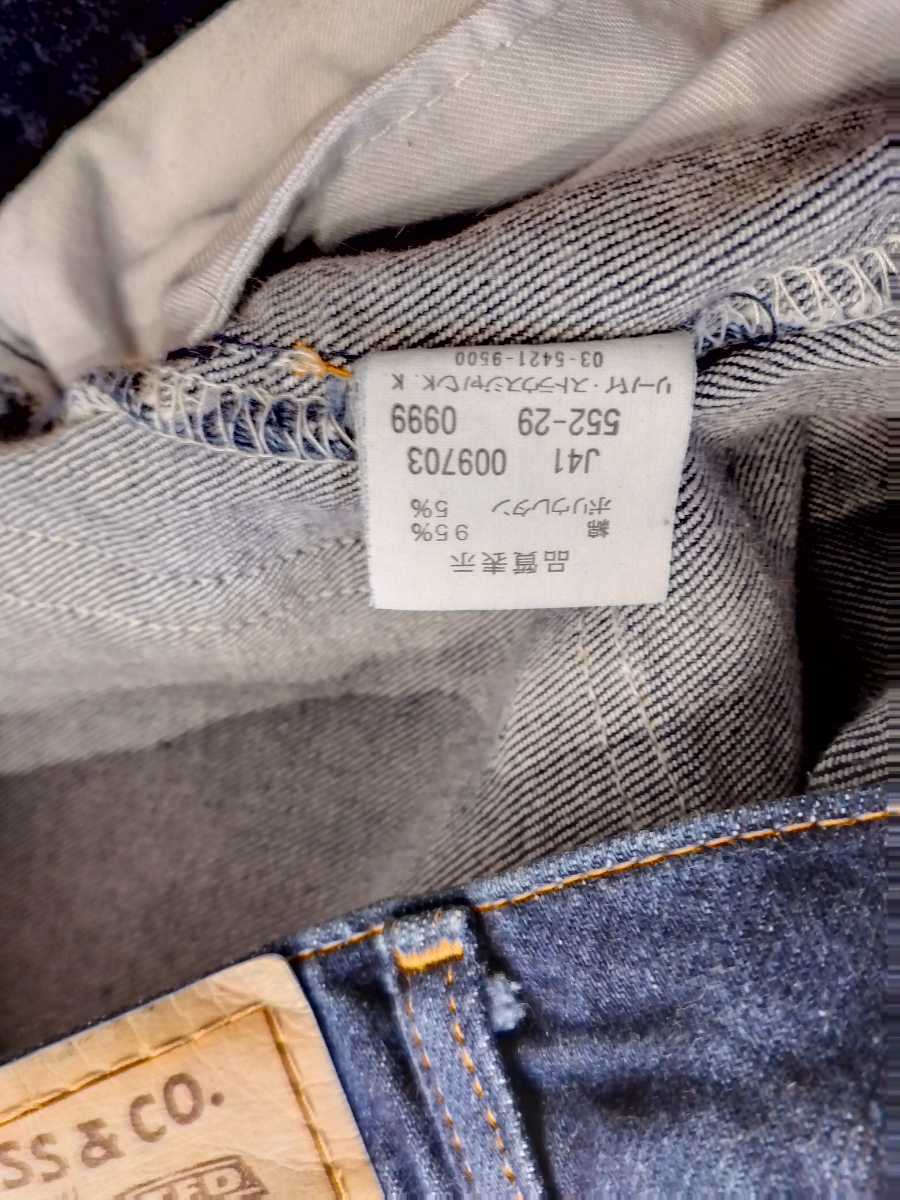 品質表示
綿 95%
ポリウレタン 5%
J41 009703
552-29 0999
リーバイ・ストラウスジャパンK.K
03-5421-9500
SS & CO.